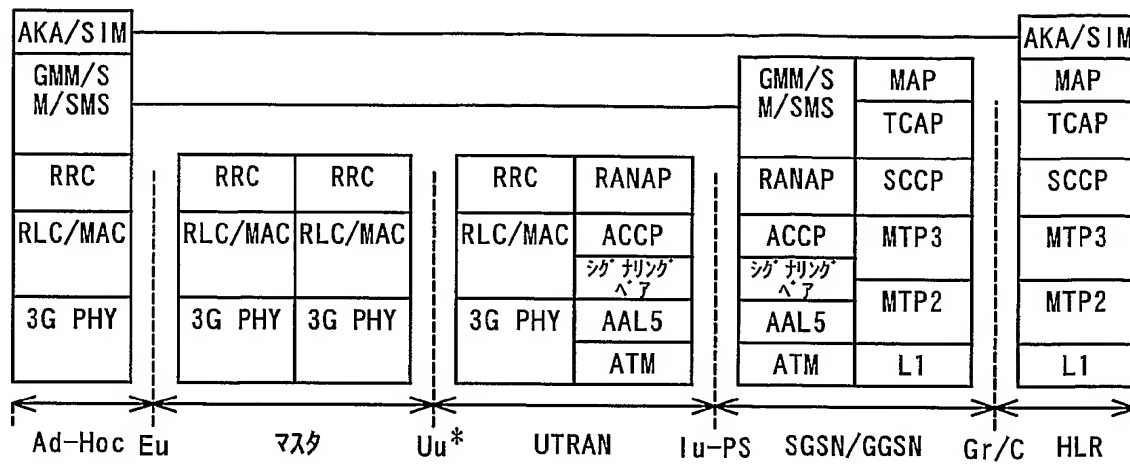 AKA/SIM
AKA/SIM
GMM/S
M/SMS
GMM/S
M/SMS
MAP
MAP
TCAP
TCAP
RRC
RRC
RRC
RRC
RANAP
RANAP
SCCP
SCCP
RLC/MAC
RLC/MAC
RLC/MAC
RLC/MAC
ACCP
ACCP
MTP3
MTP3
シグナリング
ベア
シグナリング
ベア
3G PHY
3G PHY
3G PHY
3G PHY
AAL5
AAL5
MTP2
MTP2
ATM
ATM
L1
L1
Ad-Hoc Eu マスタ Uu* UTRAN Iu-PS SGSN/GGSN Gr/C HLR